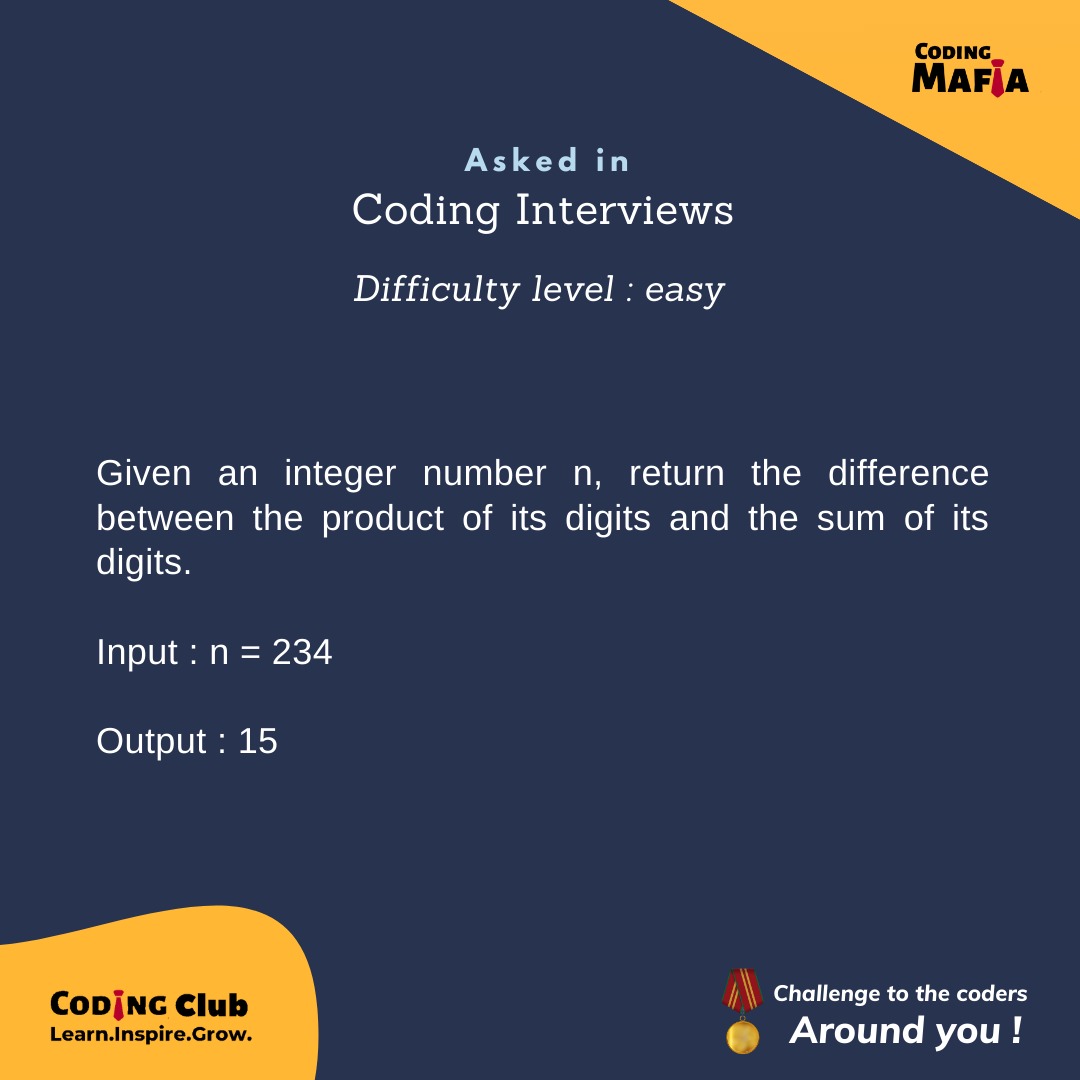 CODING
MAFIA
Asked in
Coding Interviews
Difficulty level : easy
Given an integer number n, return the difference
between the product of its digits and the sum of its
digits.
Input : n = 234
Output : 15
CODING Club
Learn.Inspire.Grow.
Challenge to the coders
Around you !